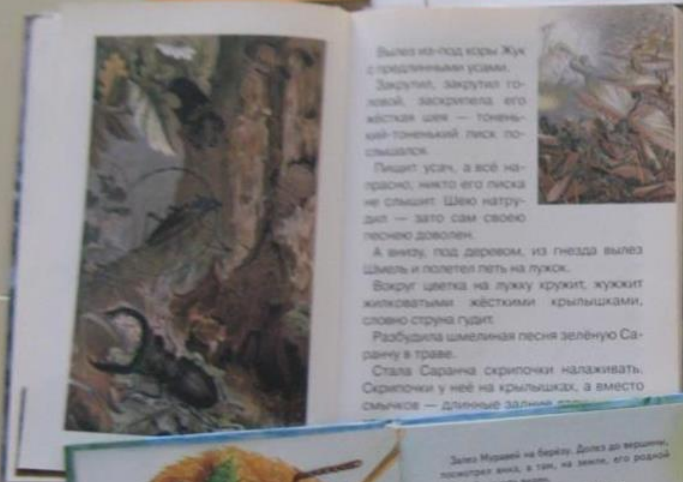 Вылез из-под коры Жук
с предлинными усами.
Закрутил, закрутил го-
ловой, заскрипела его
жёсткая шея — тонень-
кий-тоненький писк по-
слышался.
Пищит усач, а всё на-
прасно, никто его писка
не слышит. Шею натру-
дил — зато сам своею
песнею доволен.
А внизу, под деревом, из гнезда вылез
Шмель и полетел петь на лужок.
Вокруг цветка на лужку кружит, жужжит
жилковатыми жёсткими крылышками,
словно струна гудит.
Разбудила шмелиная песня зелёную Са-
ранчу в траве.
Стала Саранча скрипочки налаживать.
Скрипочки у неё на крылышках, а вместо
смычков — длинные задние
Залез Муравей на берёзу. Долез до вершины,
посмотрел вниз, а там, на земле, его родной